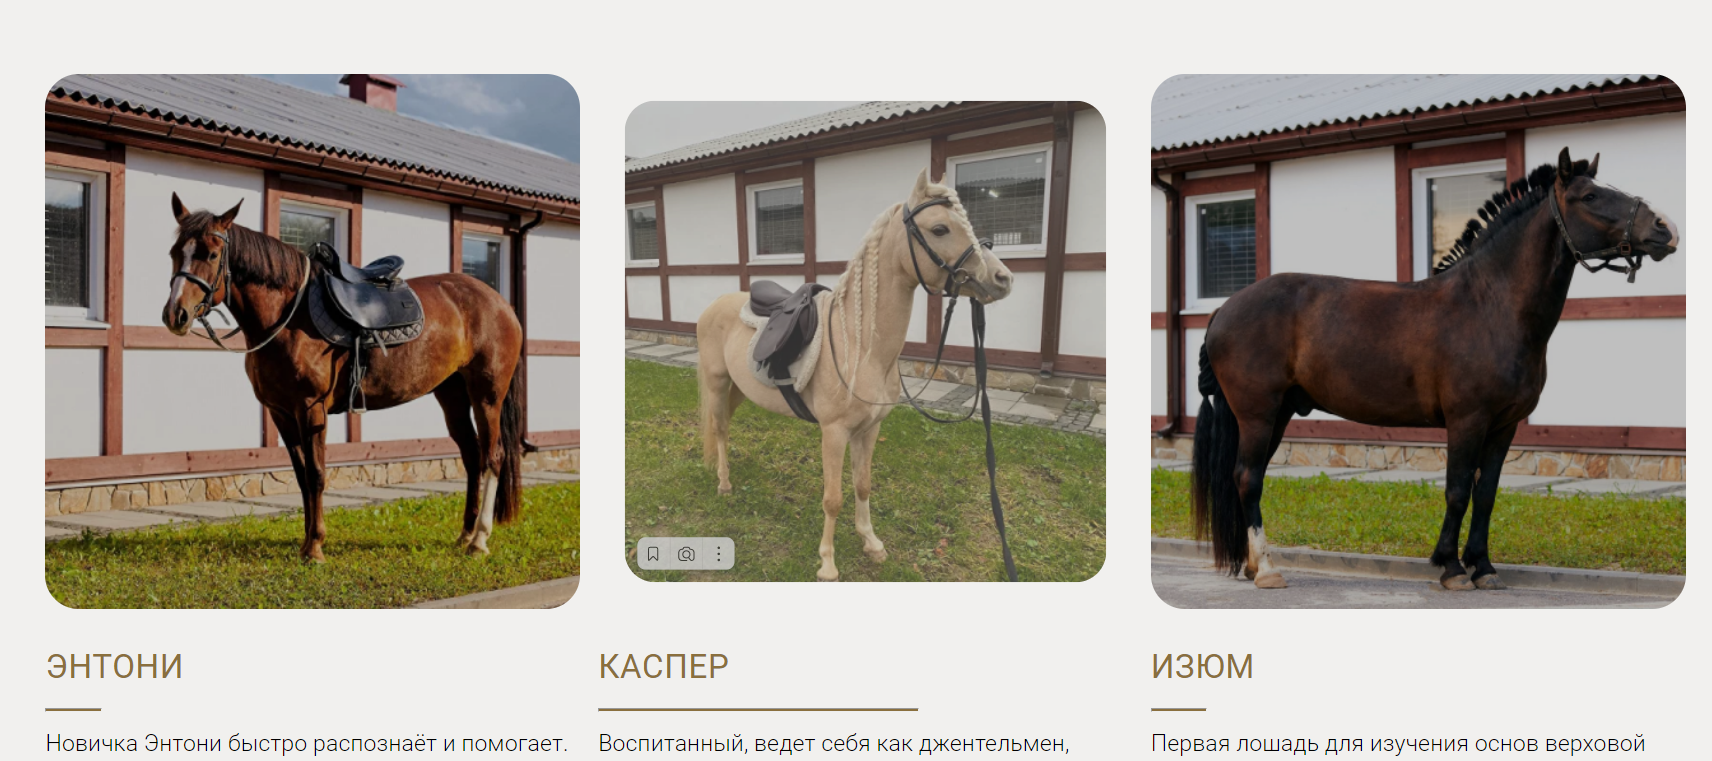 ЭНТОНИ
Новичка Энтони быстро распознаёт и помогает.
КАСПЕР
Воспитанный, ведет себя как джентельмен,
ИЗЮМ
Первая лошадь для изучения основ верховой